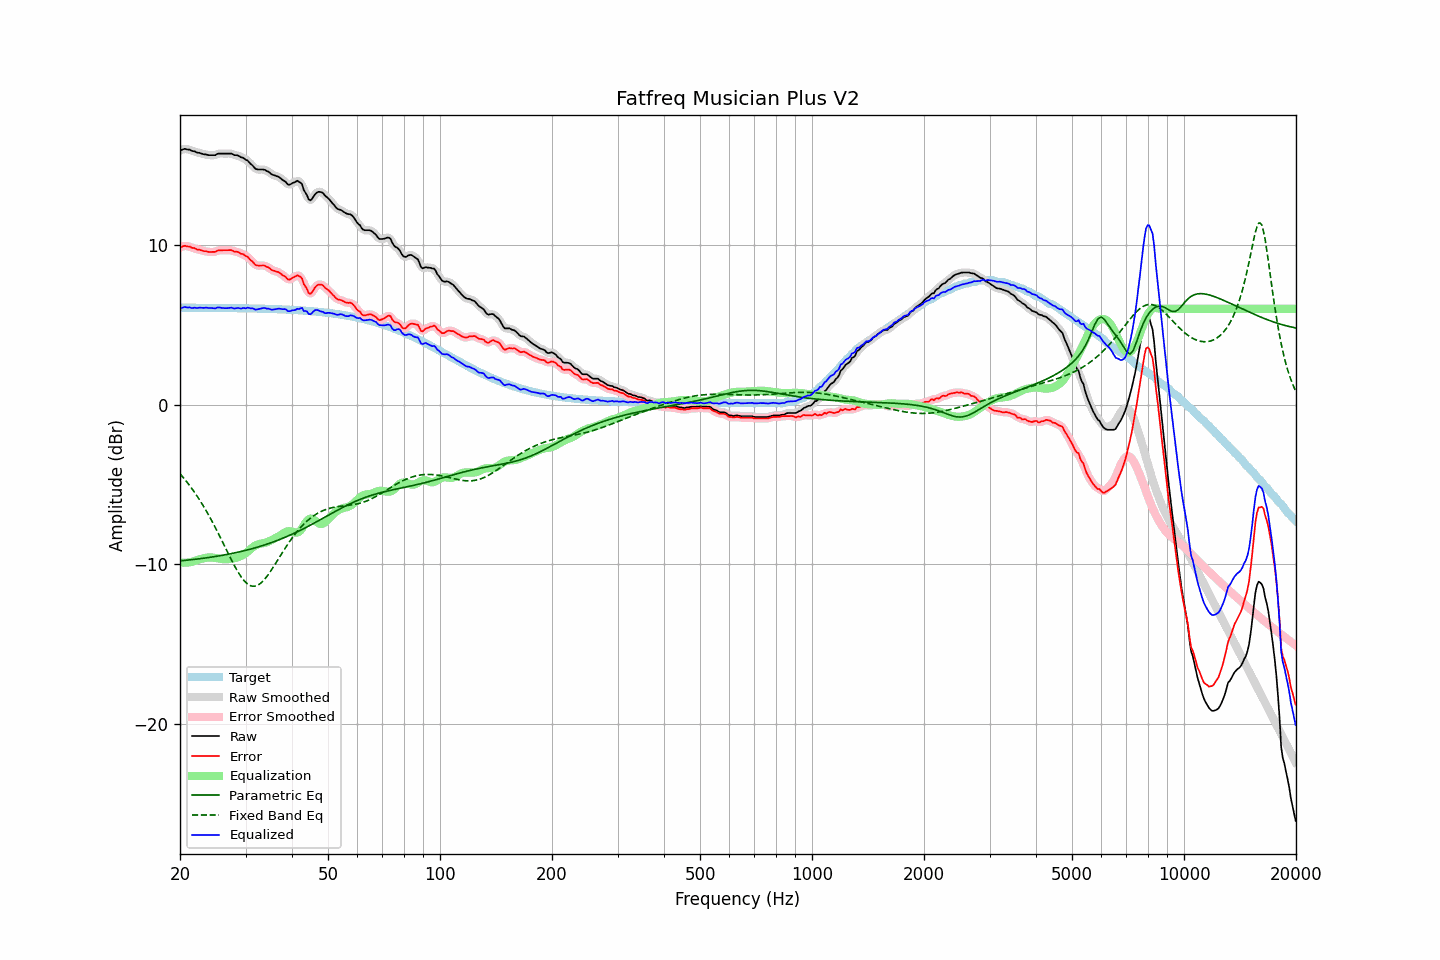 Fatfreq Musician Plus V2
Amplitude (dBr)
10
0
−10
−20
Target
Raw Smoothed
Error Smoothed
Raw
Error
Equalization
Parametric Eq
Fixed Band Eq
Equalized
20 50 100 200 500 1000 2000 5000 10000 20000
Frequency (Hz)